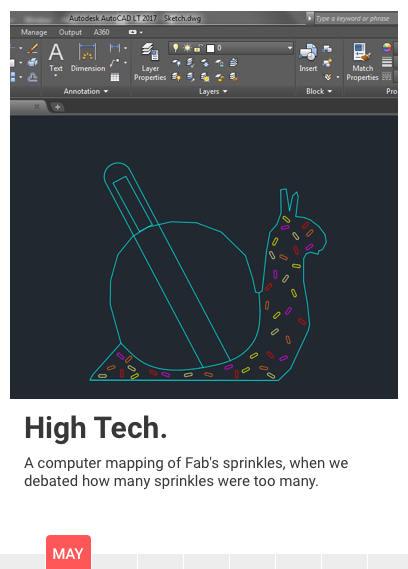 Autodesk AutoCAD LT 2017 Sketch.dwg
Type a keyword or phrase
Manage Output A360
0
Text Dimension Layer Properties Insert Match Properties
Annotation Layers Block Pro
High Tech.
A computer mapping of Fab's sprinkles, when we
debated how many sprinkles were too many.
MAY